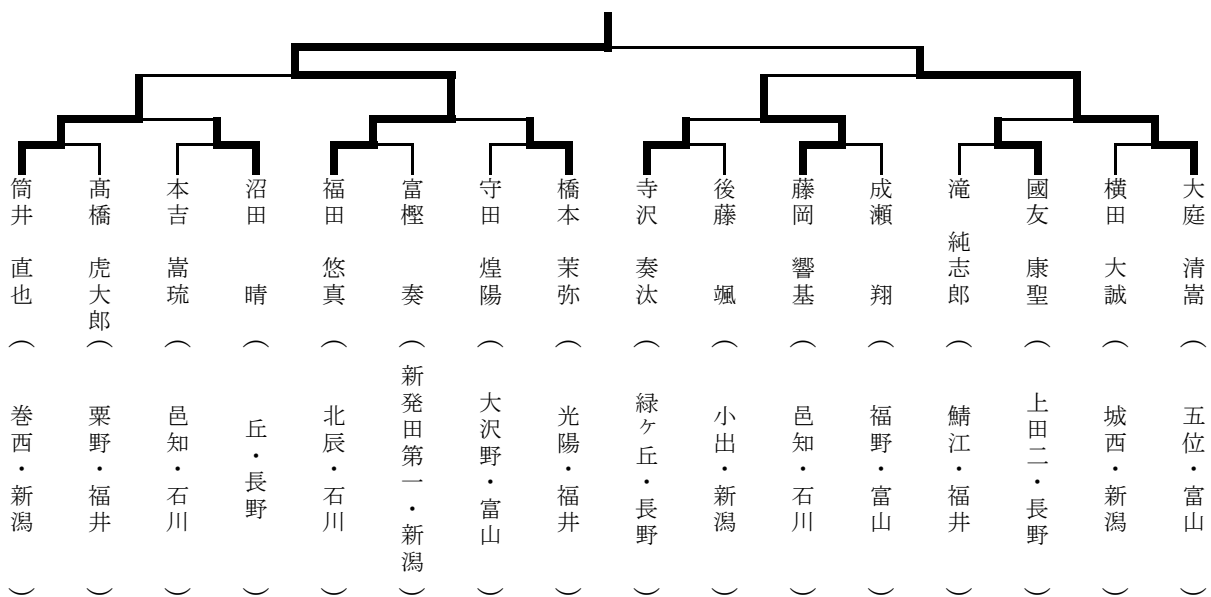 筒井 直也（巻西・新潟）
髙橋 虎大郎（粟野・福井）
本吉 嵩琉（邑知・石川）
沼田 晴（丘・長野）
福田 悠真（北辰・石川）
富樫 奏（新発田第一・新潟）
守田 煌陽（大沢野・富山）
橋本 茉弥（光陽・福井）
寺沢 奏汰（緑ヶ丘・長野）
後藤 颯（小出・新潟）
藤岡 響基（邑知・石川）
成瀬 翔（福野・富山）
滝 純志郎（鯖江・福井）
國友 康聖（上田二・長野）
横田 大誠（城西・新潟）
大庭 清嵩（五位・富山）